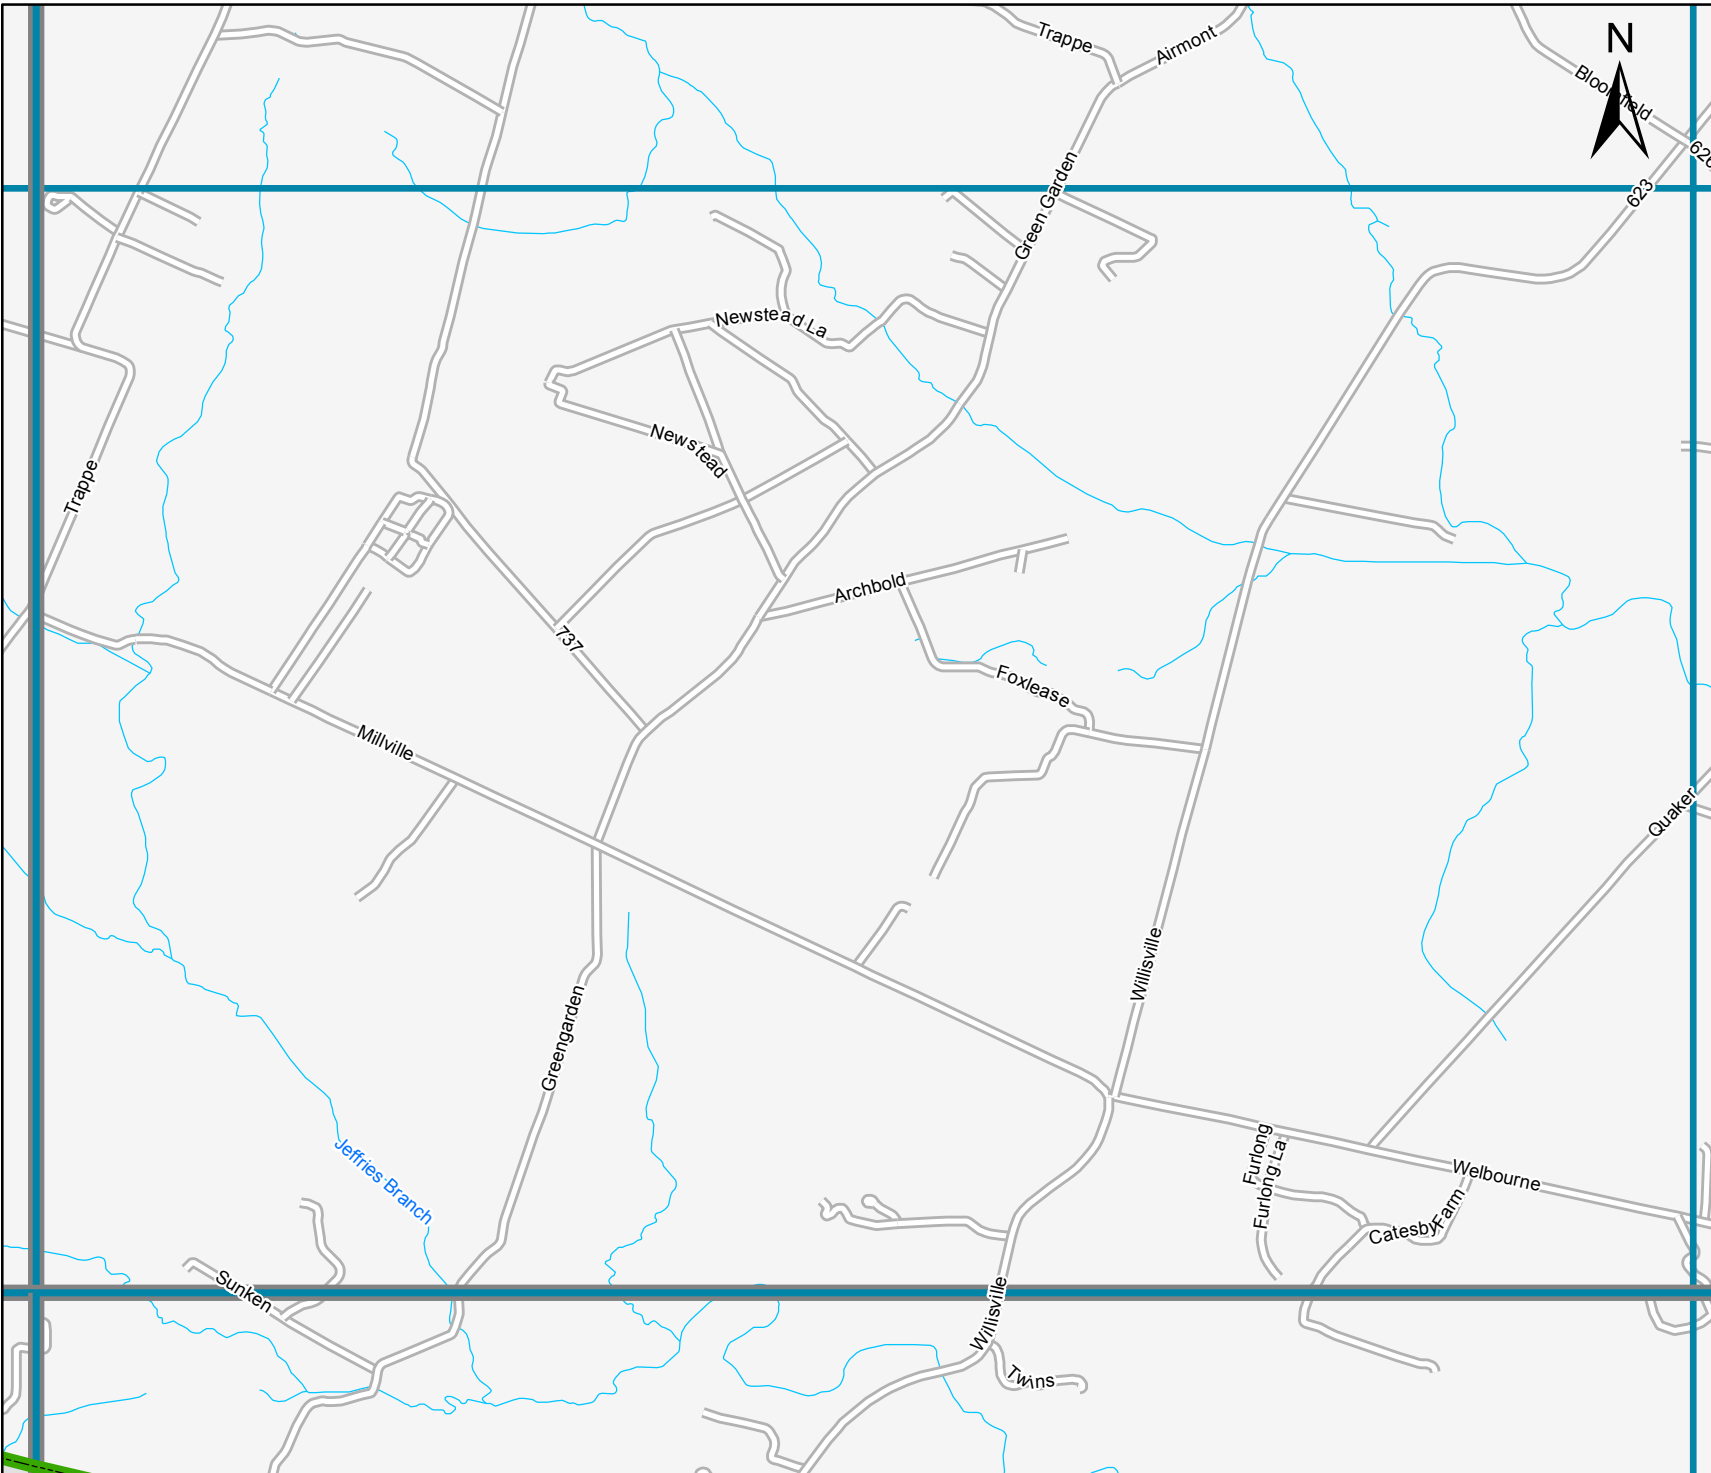 N
Trappe
Airmont
Bloomfield
626
623
Green Garden
Newstead La
Newstead
Trappe
Archbold
737
Foxlease
Millville
Quaker
Willisville
Greengarden
Furlong
Furlong La
Welbourne
Jeffries Branch
Catesby Farm
Sunken
Willisville
Twins